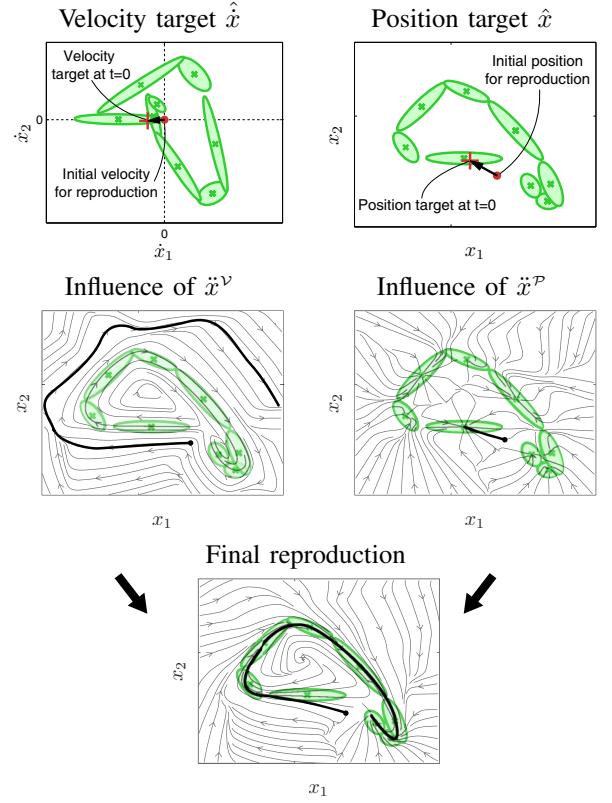 Velocity target $\hat{\dot{x}}$
Position target $\hat{x}$
Velocity
target at t=0
Initial position
for reproduction
0
$\dot{x}_2$
$x_2$
Initial velocity
for reproduction
Position target at t=0
0
$\dot{x}_1$
$x_1$
Influence of $\ddot{x}^{\mathcal{V}}$
Influence of $\ddot{x}^{\mathcal{P}}$
$x_2$
$x_2$
$x_1$
$x_1$
Final reproduction
$x_2$
$x_1$